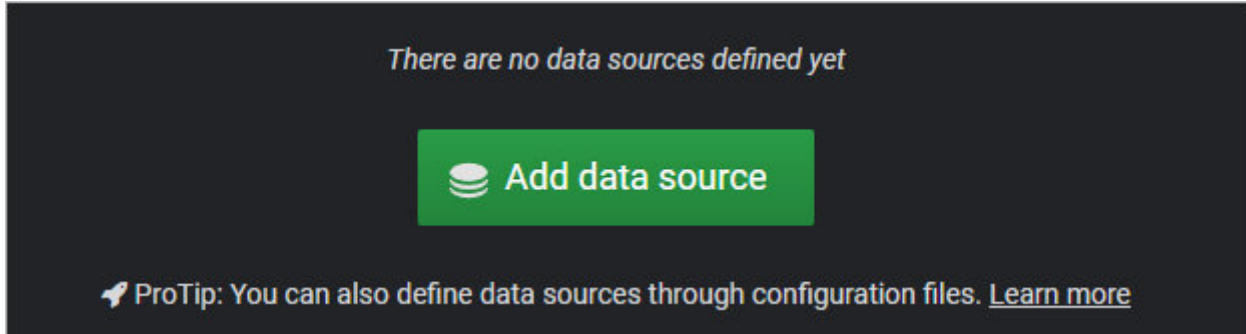 There are no data sources defined yet
Add data source
ProTip: You can also define data sources through configuration files. Learn more